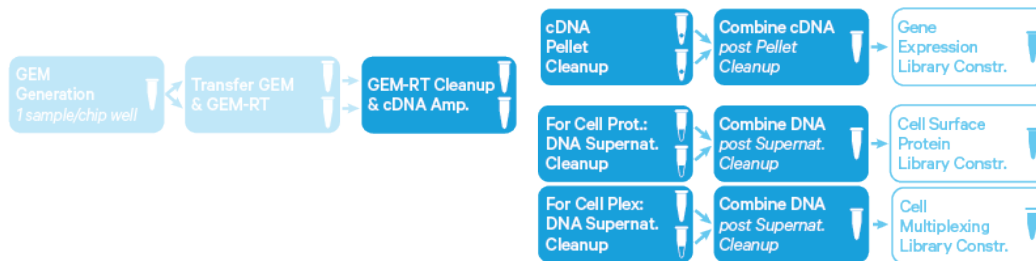 GEM
Generation
1 sample/chip well
Transfer GEM
& GEM-RT
GEM-RT Cleanup
& cDNA Amp.
cDNA
Pellet
Cleanup
Combine cDNA
post Pellet
Cleanup
Gene
Expression
Library Constr.
For Cell Prot.:
DNA Supernat.
Cleanup
Combine DNA
post Supernat.
Cleanup
Cell Surface
Protein
Library Constr.
For Cell Plex:
DNA Supernat.
Cleanup
Combine DNA
post Supernat.
Cleanup
Cell
Multiplexing
Library Constr.